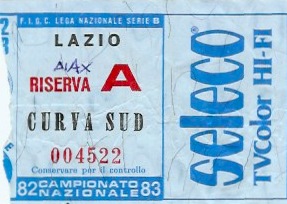 F.I.G.C. LEGA NAZIONALE SERIE B
LAZIO
AJAX
RISERVA A
CURVA SUD
004522
Conservare per il controllo
82 CAMPIONATO NAZIONALE 83
seleco
TVColor HI-FI